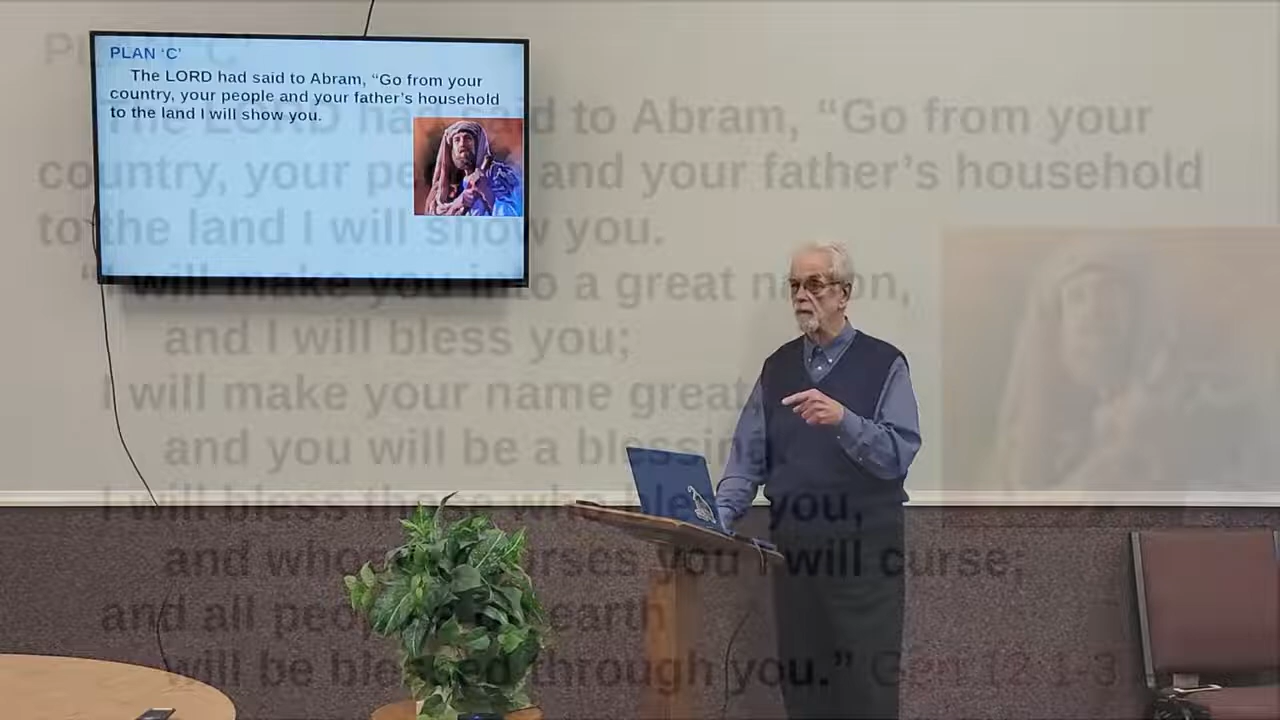 PLAN ‘C’
The LORD had said to Abram, “Go from your
country, your people and your father’s household
to the land I will show you.
PLAN ‘C’
The LORD had said to Abram, “Go from your
country, your people and your father’s household
to the land I will show you.
“I will make you into a great nation,
and I will bless you;
I will make your name great,
and you will be a blessing.
I will bless those who bless you,
and whoever curses you I will curse;
and all peoples on earth
will be blessed through you.” Gen 12:1-3